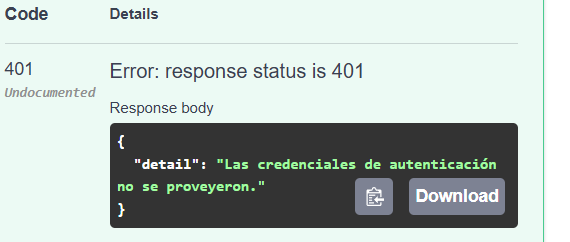 Code Details
401 Error: response status is 401
Undocumented
Response body
{
"detail": "Las credenciales de autenticación
no se proveyeron."
}
Download